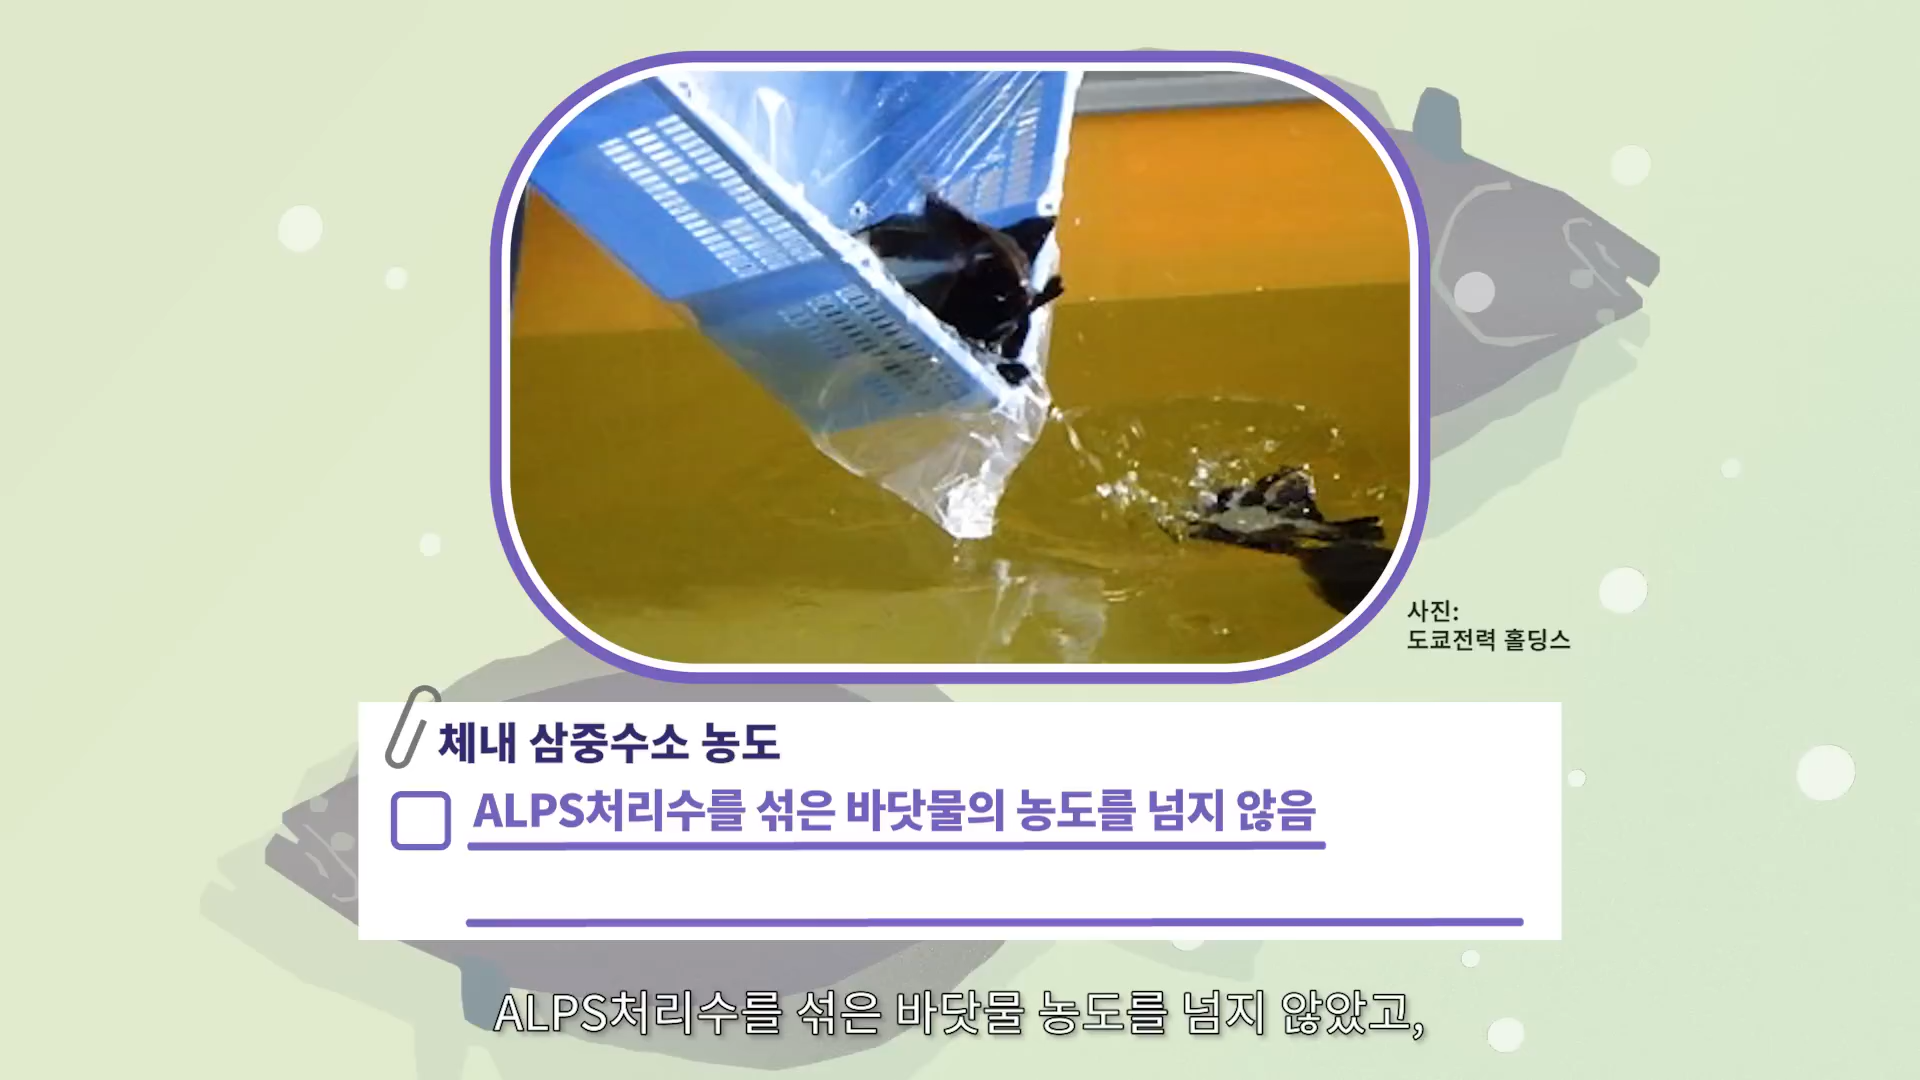 사진:
도쿄전력 홀딩스
체내 삼중수소 농도
ALPS처리수를 섞은 바닷물의 농도를 넘지 않음
ALPS처리수를 섞은 바닷물 농도를 넘지 않았고,